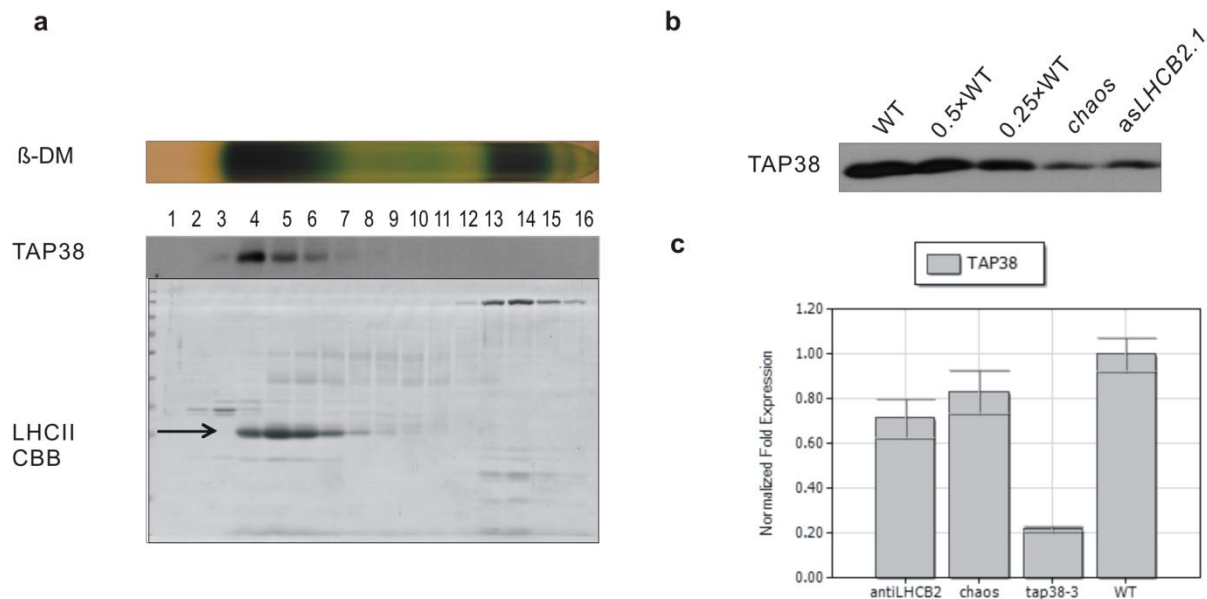 a
ß-DM
1 2 3 4 5 6 7 8 9 10 11 12 13 14 15 16
TAP38
LHCII
CBB
b
WT 0.5×WT 0.25×WT chaos asLHCB2.1
TAP38
c
TAP38
Normalized Fold Expression
1.20
1.00
0.80
0.60
0.40
0.20
0.00
antiLHCB2 chaos tap38-3 WT